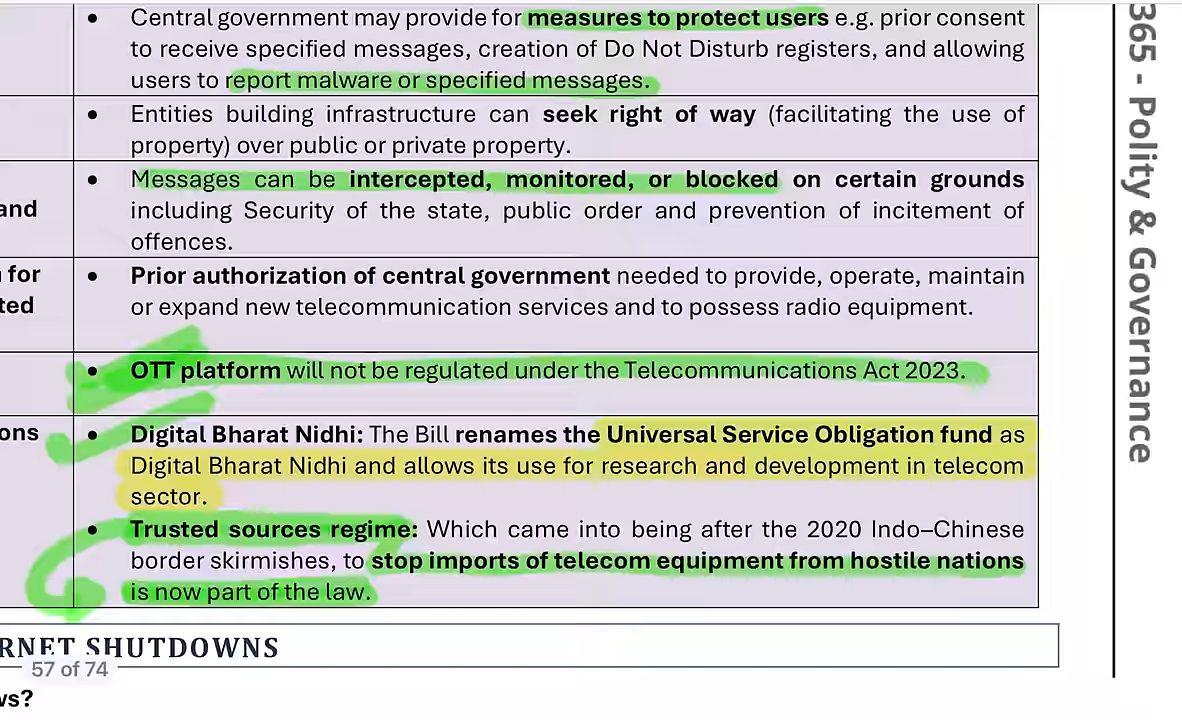 Central government may provide for measures to protect users e.g. prior consent
to receive specified messages, creation of Do Not Disturb registers, and allowing
users to report malware or specified messages.
Entities building infrastructure can seek right of way (facilitating the use of
property) over public or private property.
and
Messages can be intercepted, monitored, or blocked on certain grounds
including Security of the state, public order and prevention of incitement of
offences.
for
ted
Prior authorization of central government needed to provide, operate, maintain
or expand new telecommunication services and to possess radio equipment.
OTT platform will not be regulated under the Telecommunications Act 2023.
ons
Digital Bharat Nidhi: The Bill renames the Universal Service Obligation fund as
Digital Bharat Nidhi and allows its use for research and development in telecom
sector.
Trusted sources regime: Which came into being after the 2020 Indo–Chinese
border skirmishes, to stop imports of telecom equipment from hostile nations
is now part of the law.
RNET SHUTDOWNS
57 of 74
ws?
365 - Polity & Governance